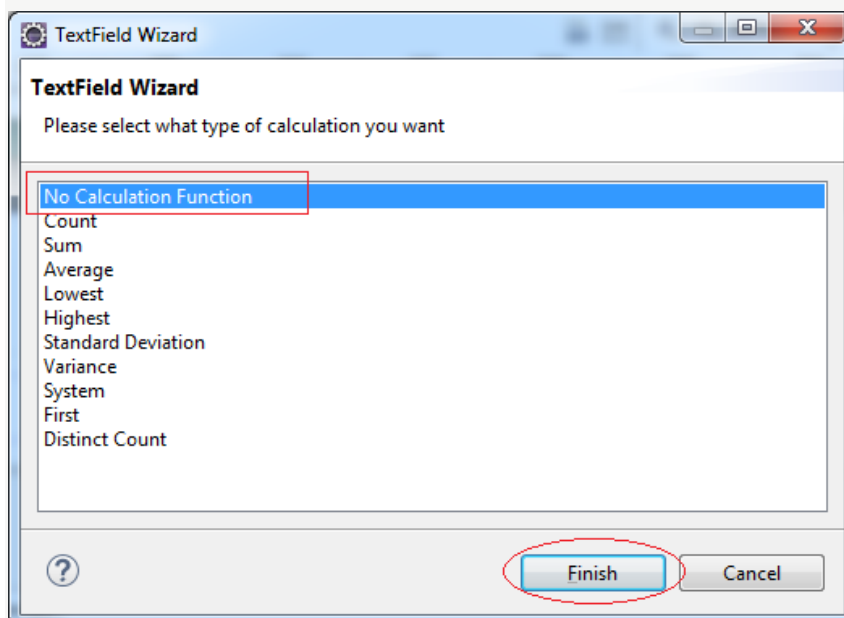 TextField Wizard
TextField Wizard
Please select what type of calculation you want
No Calculation Function
Count
Sum
Average
Lowest
Highest
Standard Deviation
Variance
System
First
Distinct Count
?
Finish Cancel